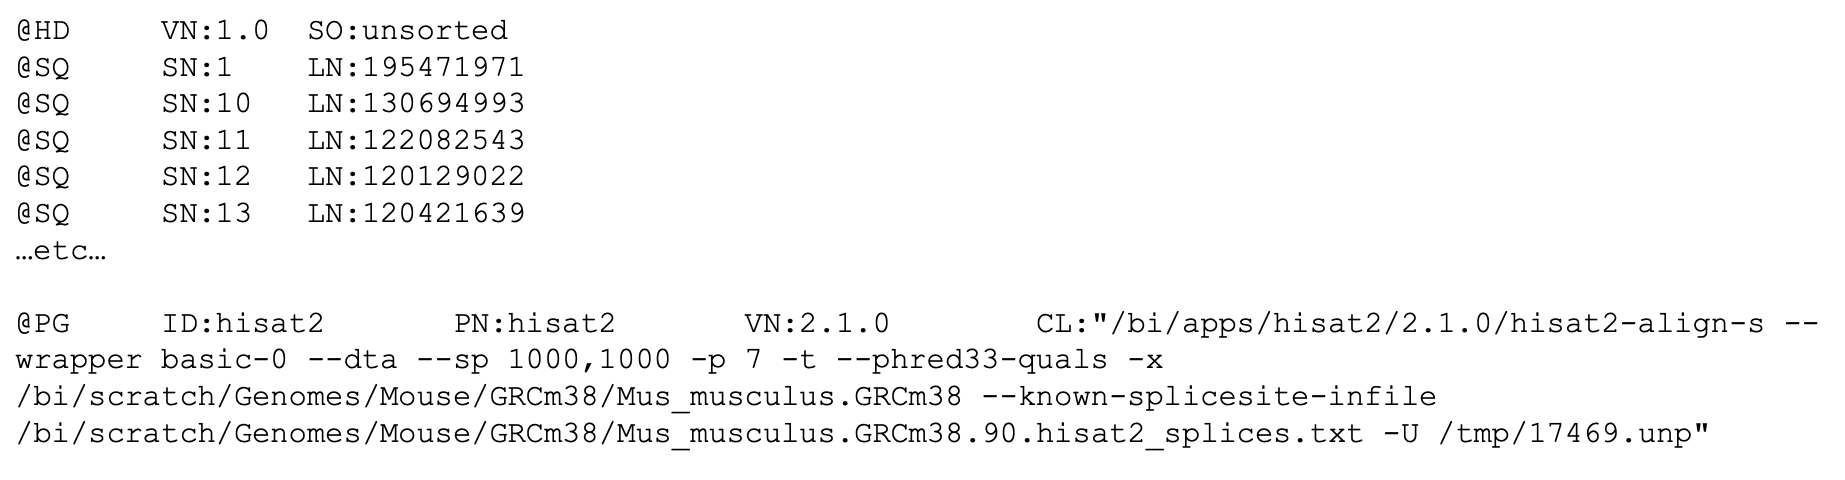 @HD VN:1.0 SO:unsorted
@SQ SN:1 LN:195471971
@SQ SN:10 LN:130694993
@SQ SN:11 LN:122082543
@SQ SN:12 LN:120129022
@SQ SN:13 LN:120421639
…etc…
@PG ID:hisat2 PN:hisat2 VN:2.1.0 CL:"/bi/apps/hisat2/2.1.0/hisat2-align-s --
wrapper basic-0 --dta --sp 1000,1000 -p 7 -t --phred33-quals -x
/bi/scratch/Genomes/Mouse/GRCm38/Mus_musculus.GRCm38 --known-splicesite-infile
/bi/scratch/Genomes/Mouse/GRCm38/Mus_musculus.GRCm38.90.hisat2_splices.txt -U /tmp/17469.unp"